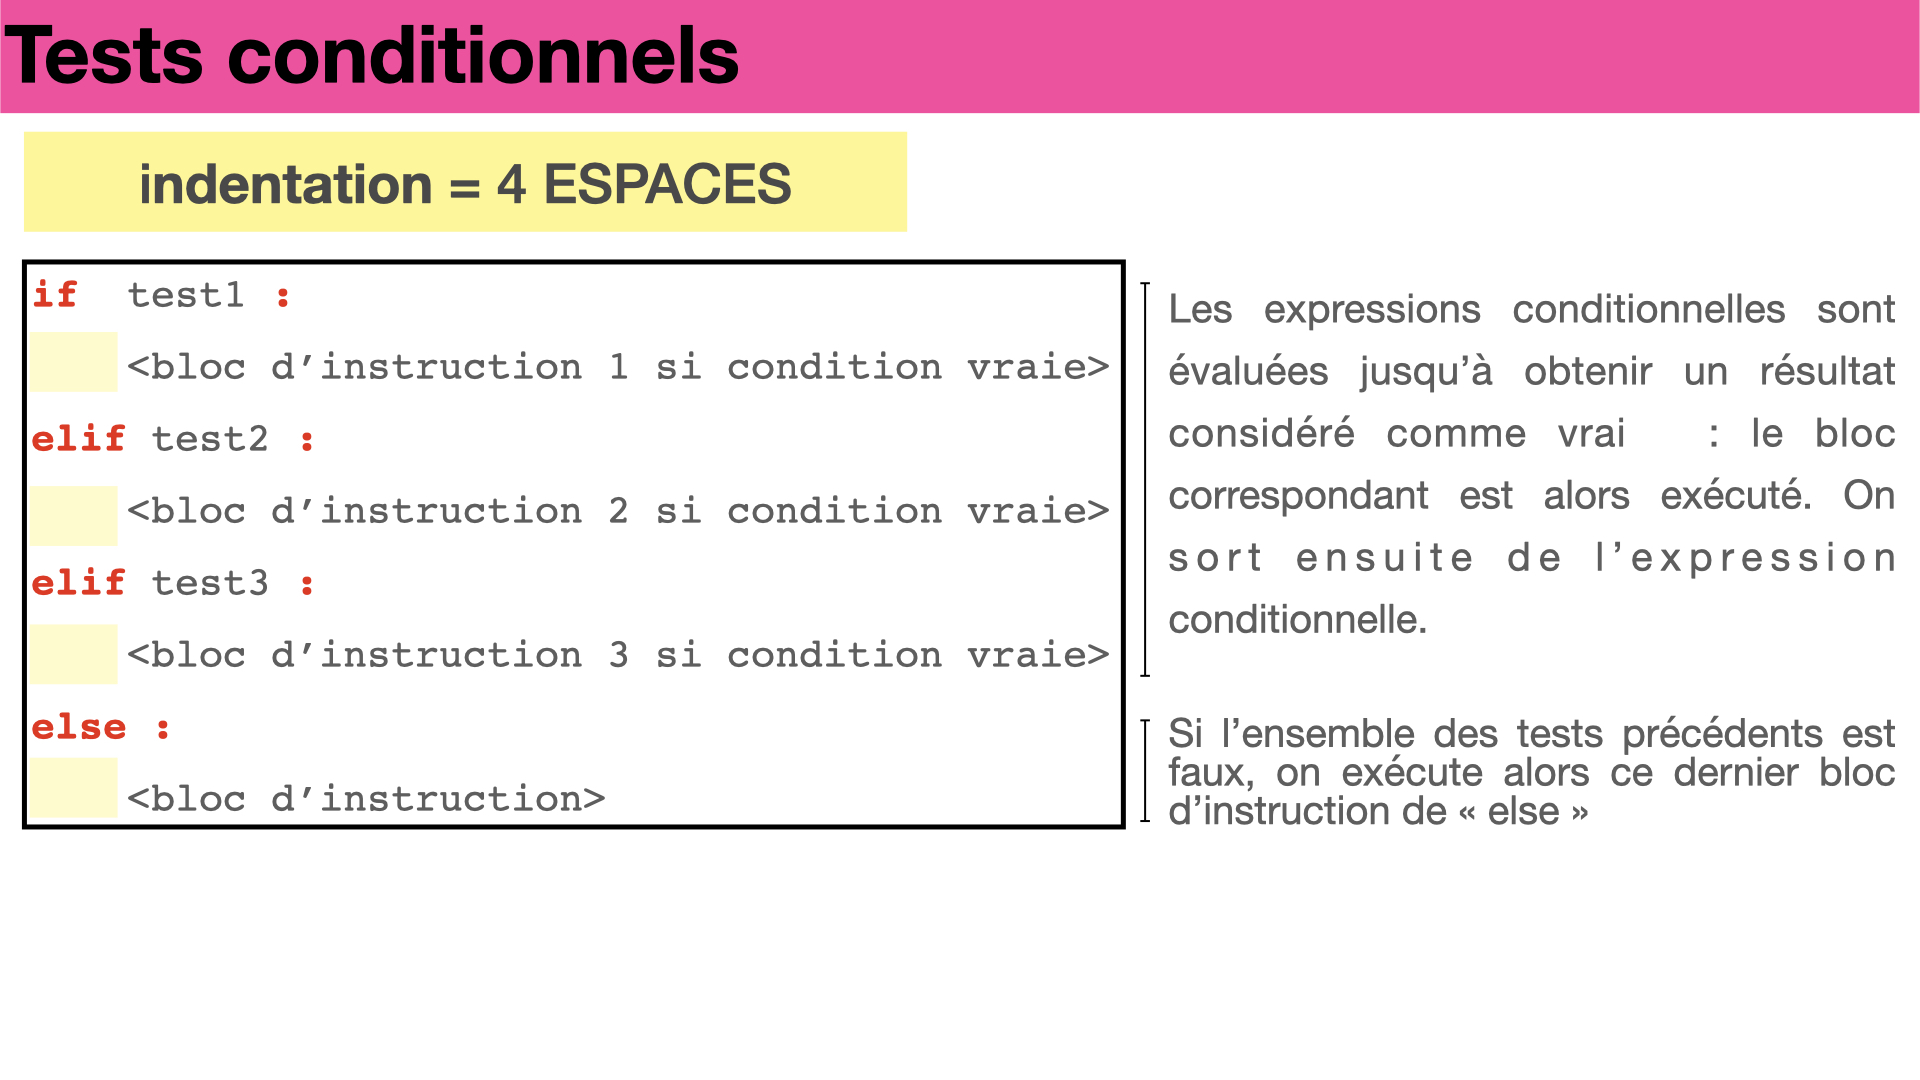 Tests conditionnels
indentation = 4 ESPACES
if  test1 :
    <bloc d’instruction 1 si condition vraie>
elif test2 :
    <bloc d’instruction 2 si condition vraie>
elif test3 :
    <bloc d’instruction 3 si condition vraie>
else :
    <bloc d’instruction>
Les expressions conditionnelles sont
évaluées jusqu’à obtenir un résultat
considéré comme vrai : le bloc
correspondant est alors exécuté. On
sort ensuite de l’expression
conditionnelle.
Si l’ensemble des tests précédents est
faux, on exécute alors ce dernier bloc
d’instruction de « else »